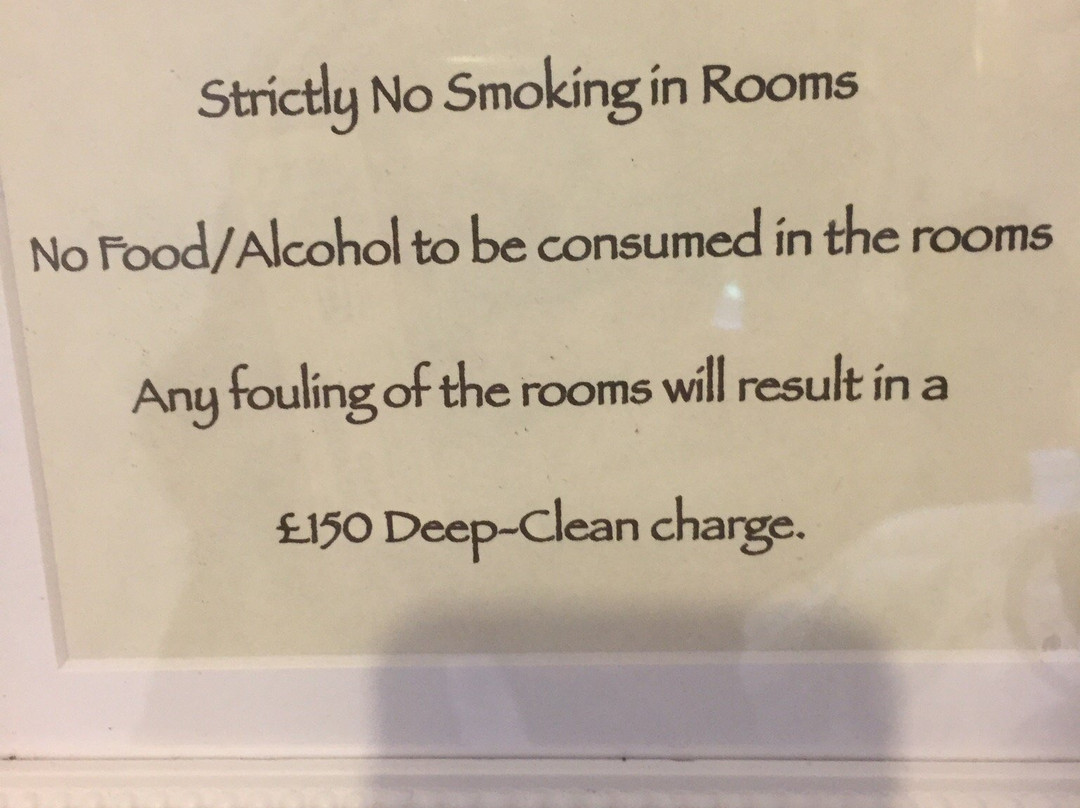 Strictly No Smoking in Rooms
No Food/Alcohol to be consumed in the rooms
Any fouling of the rooms will result in a
£150 Deep-Clean charge.